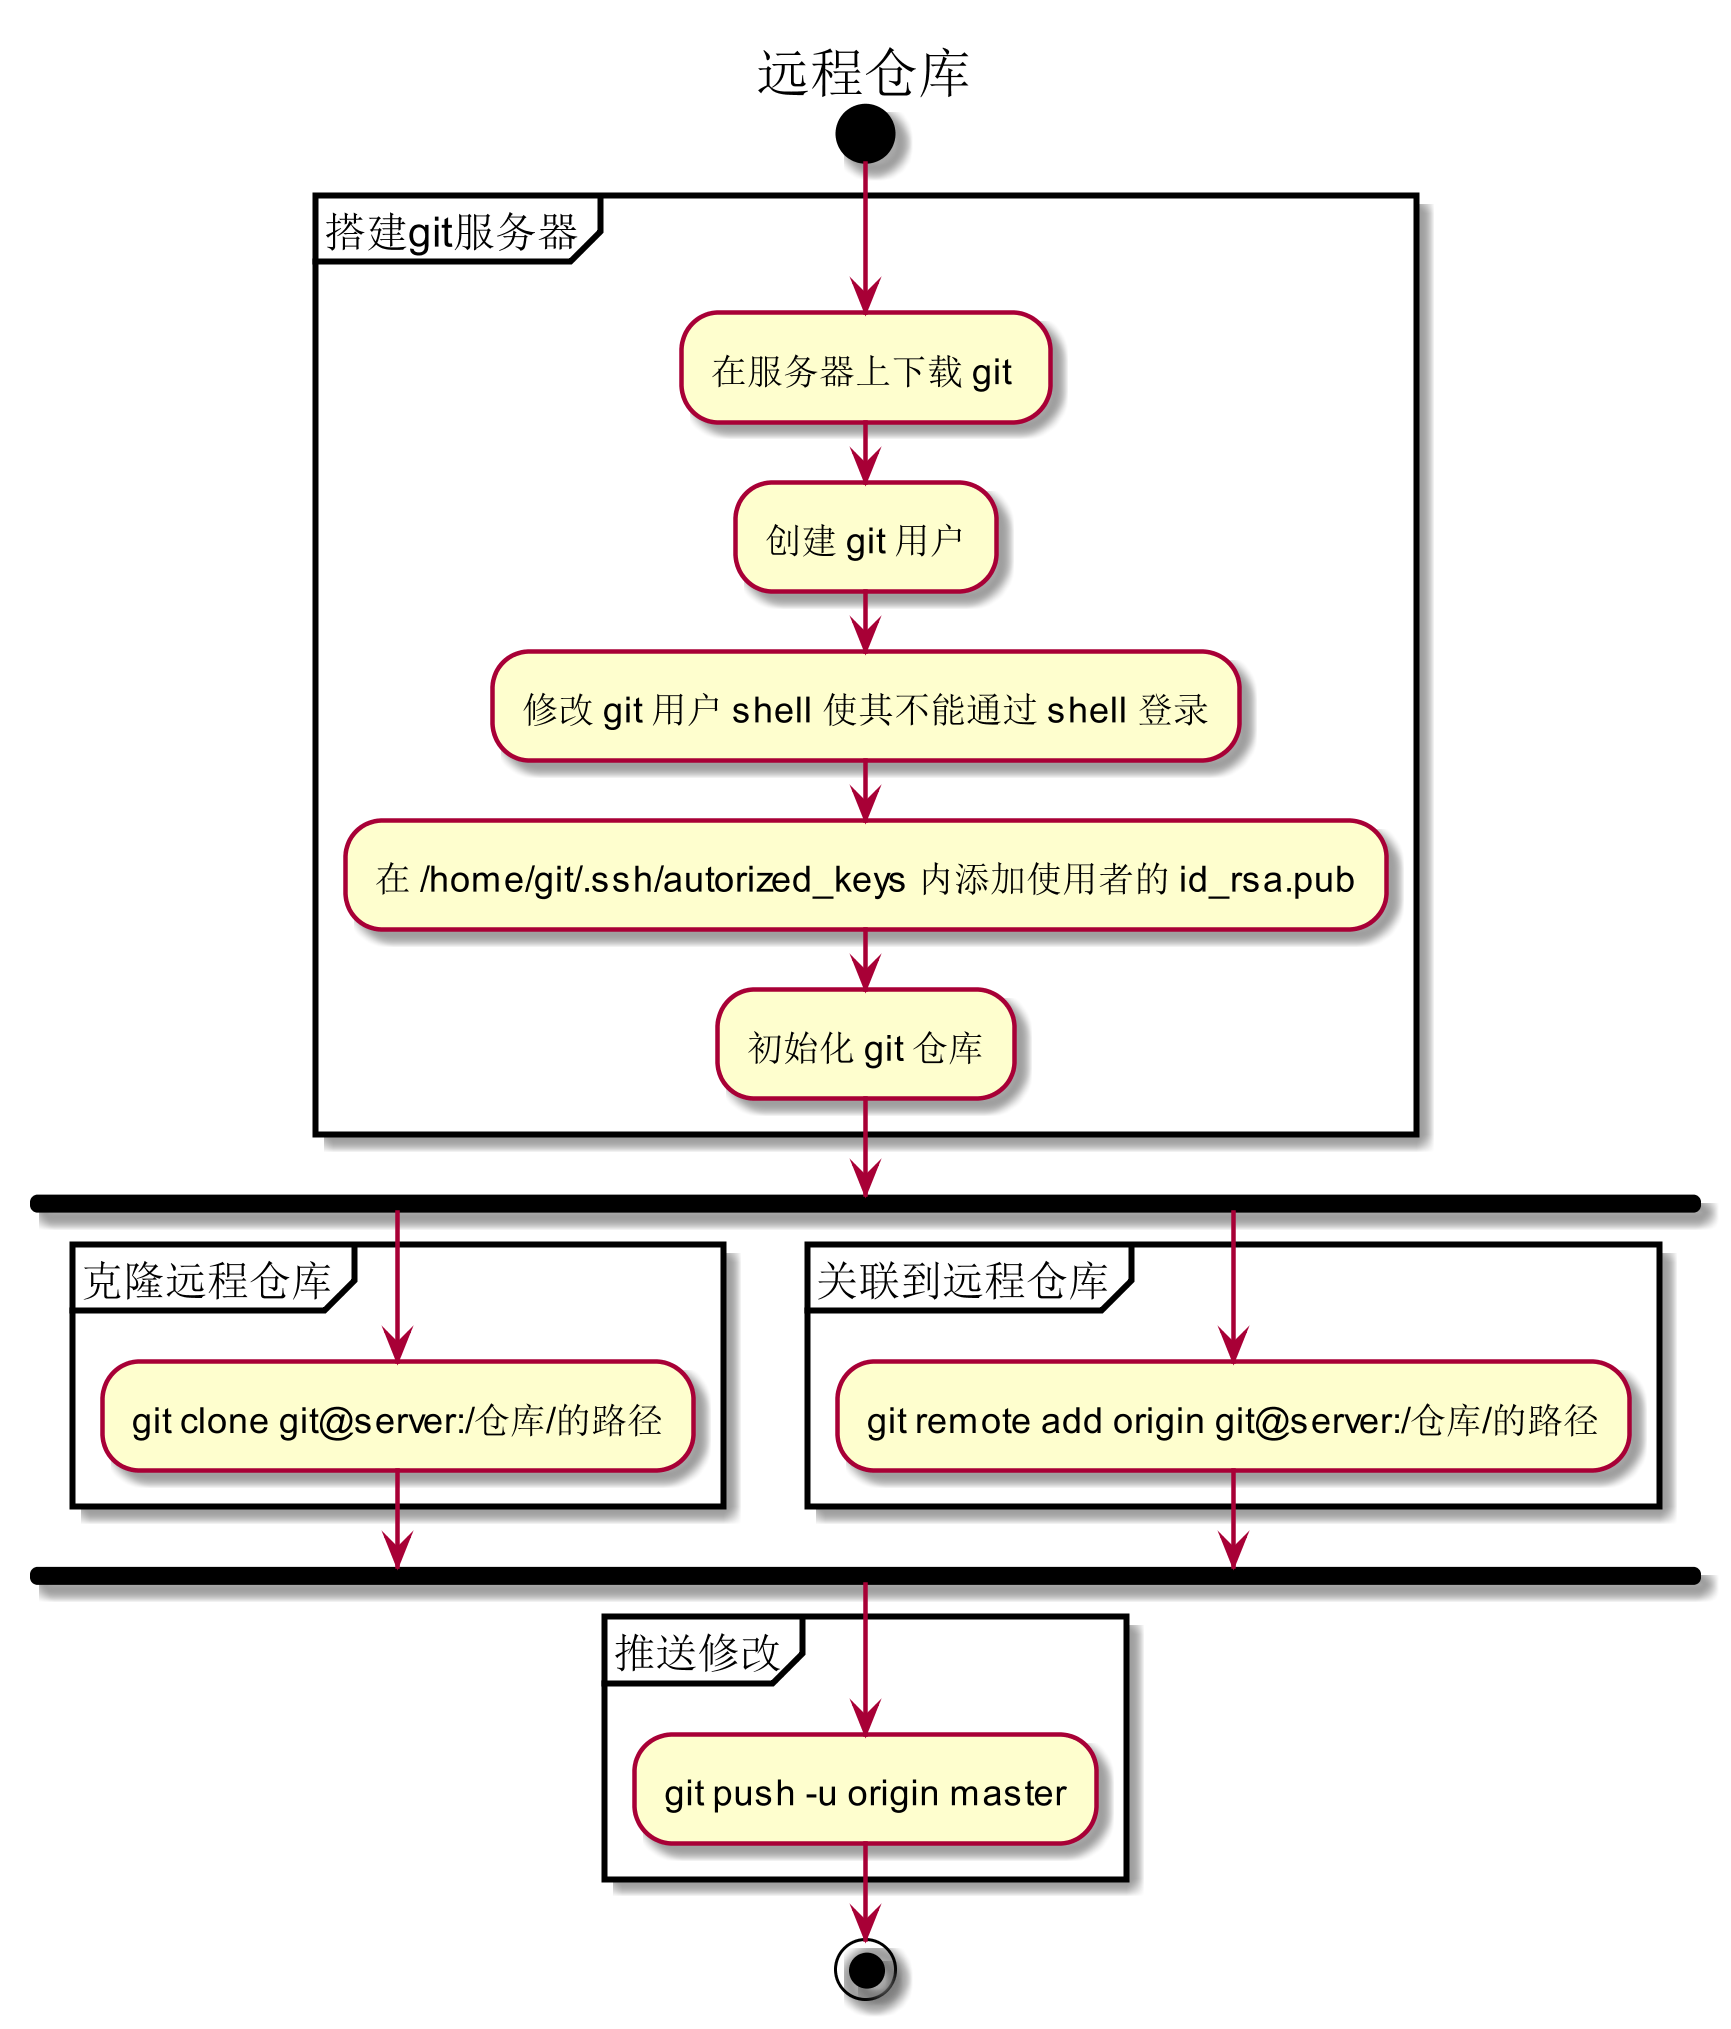 远程仓库
搭建git服务器
在服务器上下载 git
创建 git 用户
修改 git 用户 shell 使其不能通过 shell 登录
在 /home/git/.ssh/autorized_keys 内添加使用者的 id_rsa.pub
初始化 git 仓库
克隆远程仓库
git clone git@server:/仓库/的路径
关联到远程仓库
git remote add origin git@server:/仓库/的路径
推送修改
git push -u origin master